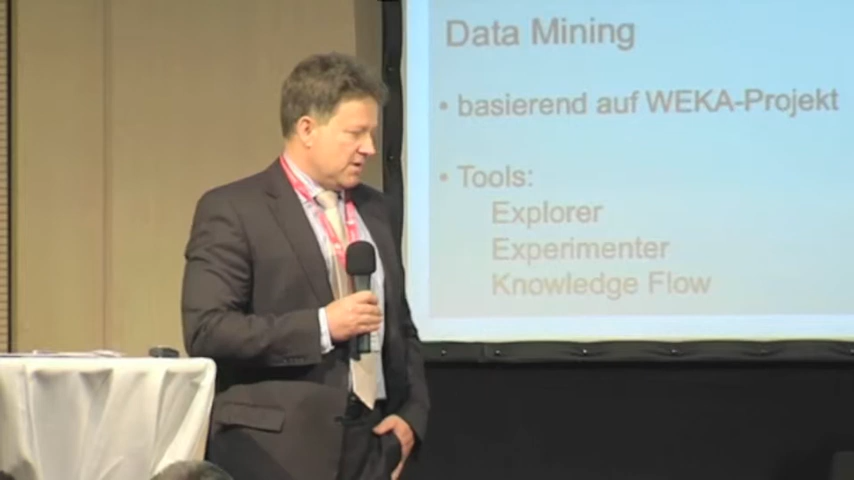 Data Mining
• basierend auf WEKA-Projekt
• Tools:
Explorer
Experimenter
Knowledge Flow